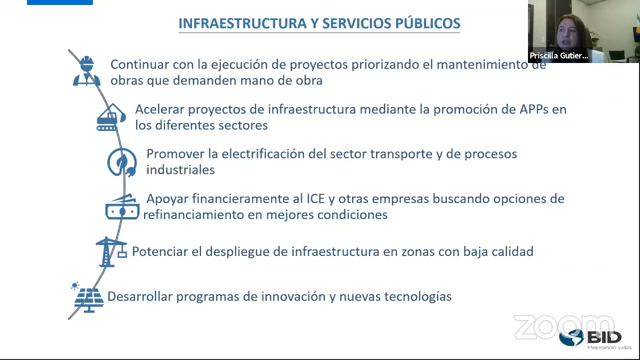 INFRAESTRUCTURA Y SERVICIOS PÚBLICOS
Priscilla Gutier...
Continuar con la ejecución de proyectos priorizando el mantenimiento de
obras que demanden mano de obra
Acelerar proyectos de infraestructura mediante la promoción de APPs en
los diferentes sectores
Promover la electrificación del sector transporte y de procesos
industriales
Apoyar financieramente al ICE y otras empresas buscando opciones de
refinanciamiento en mejores condiciones
Potenciar el despliegue de infraestructura en zonas con baja calidad
Desarrollar programas de innovación y nuevas tecnologías
zoom
BID
Mejorando vidas